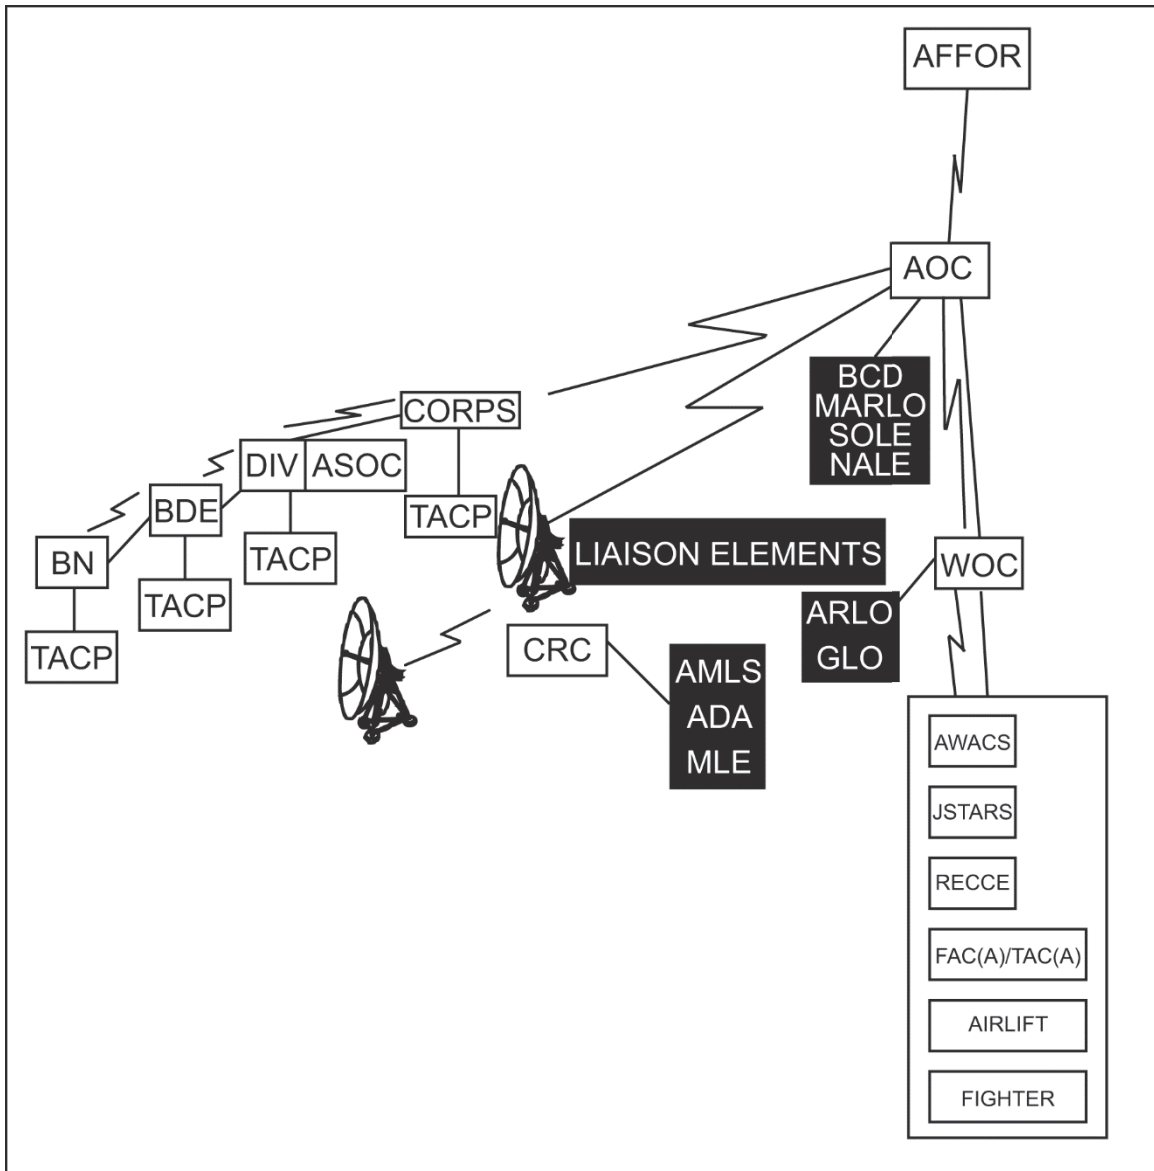 AFFOR
AOC
BCD
MARLO
SOLE
NALE
CORPS
DIV
ASOC
BDE
BN
TACP
TACP
TACP
TACP
LIAISON ELEMENTS
WOC
ARLO
GLO
CRC
AMLS
ADA
MLE
AWACS
JSTARS
RECCE
FAC(A)/TAC(A)
AIRLIFT
FIGHTER